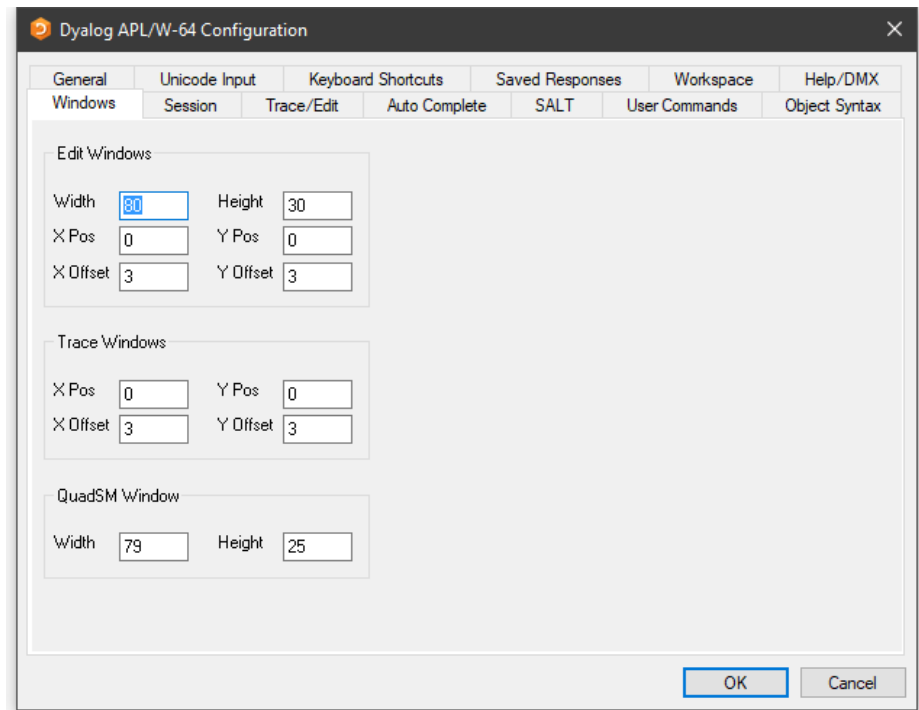 Dyalog APL/W-64 Configuration
General Unicode Input Keyboard Shortcuts Saved Responses Workspace Help/DMX
Windows Session Trace/Edit Auto Complete SALT User Commands Object Syntax
Edit Windows
Width 80 Height 30
X Pos 0 Y Pos 0
X Offset 3 Y Offset 3
Trace Windows
X Pos 0 Y Pos 0
X Offset 3 Y Offset 3
QuadSM Window
Width 79 Height 25
OK Cancel